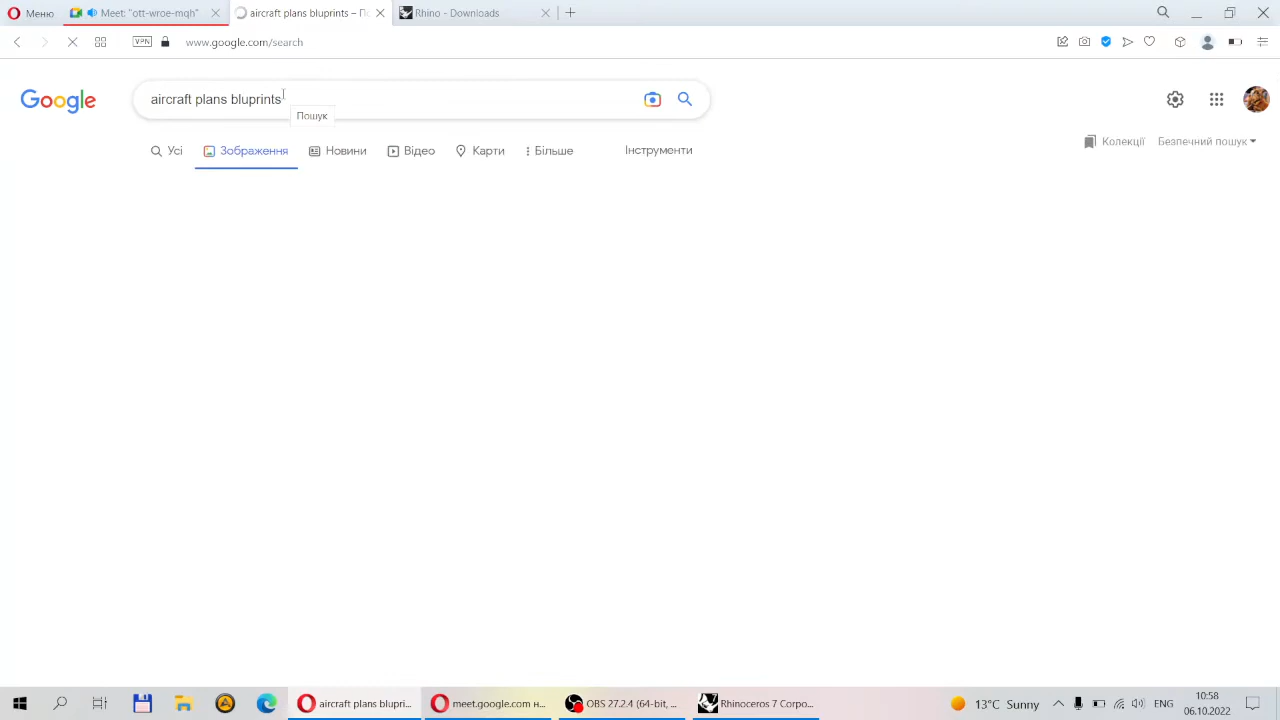 Меню
Meet: "ott-wroe-mqh"
aircraft plans bluprints – По
Rhino - Downloads
VPN
www.google.com/search
Google
aircraft plans bluprints
Пошук
Усі
Зображення
Новини
Відео
Карти
Більше
Інструменти
Колекції
Безпечний пошук
aircraft plans blupri...
meet.google.com н...
OBS 27.2.4 (64-bit, ...
Rhinoceros 7 Corpo...
13°C Sunny
ENG
10:58
06.10.2022